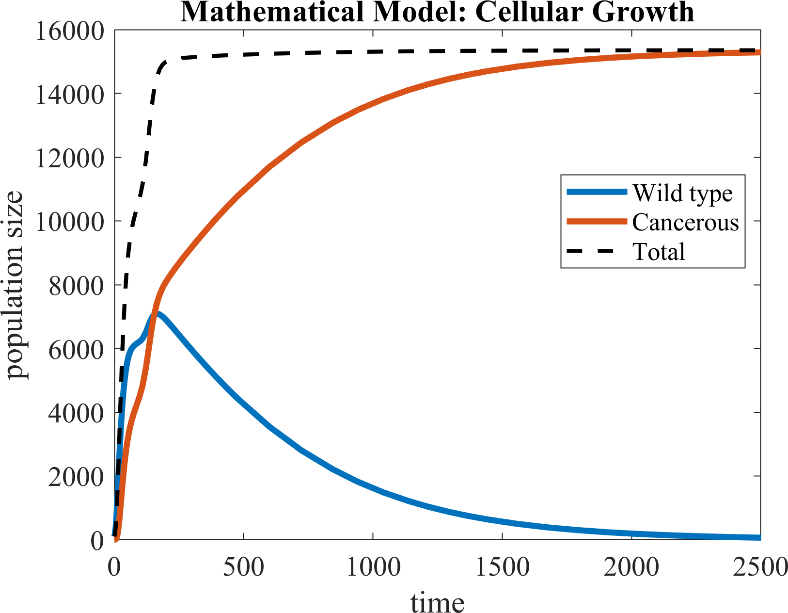 Mathematical Model: Cellular Growth
16000
14000
12000
10000
8000
6000
4000
2000
0
population size
Wild type
Cancerous
Total
0 500 1000 1500 2000 2500
time